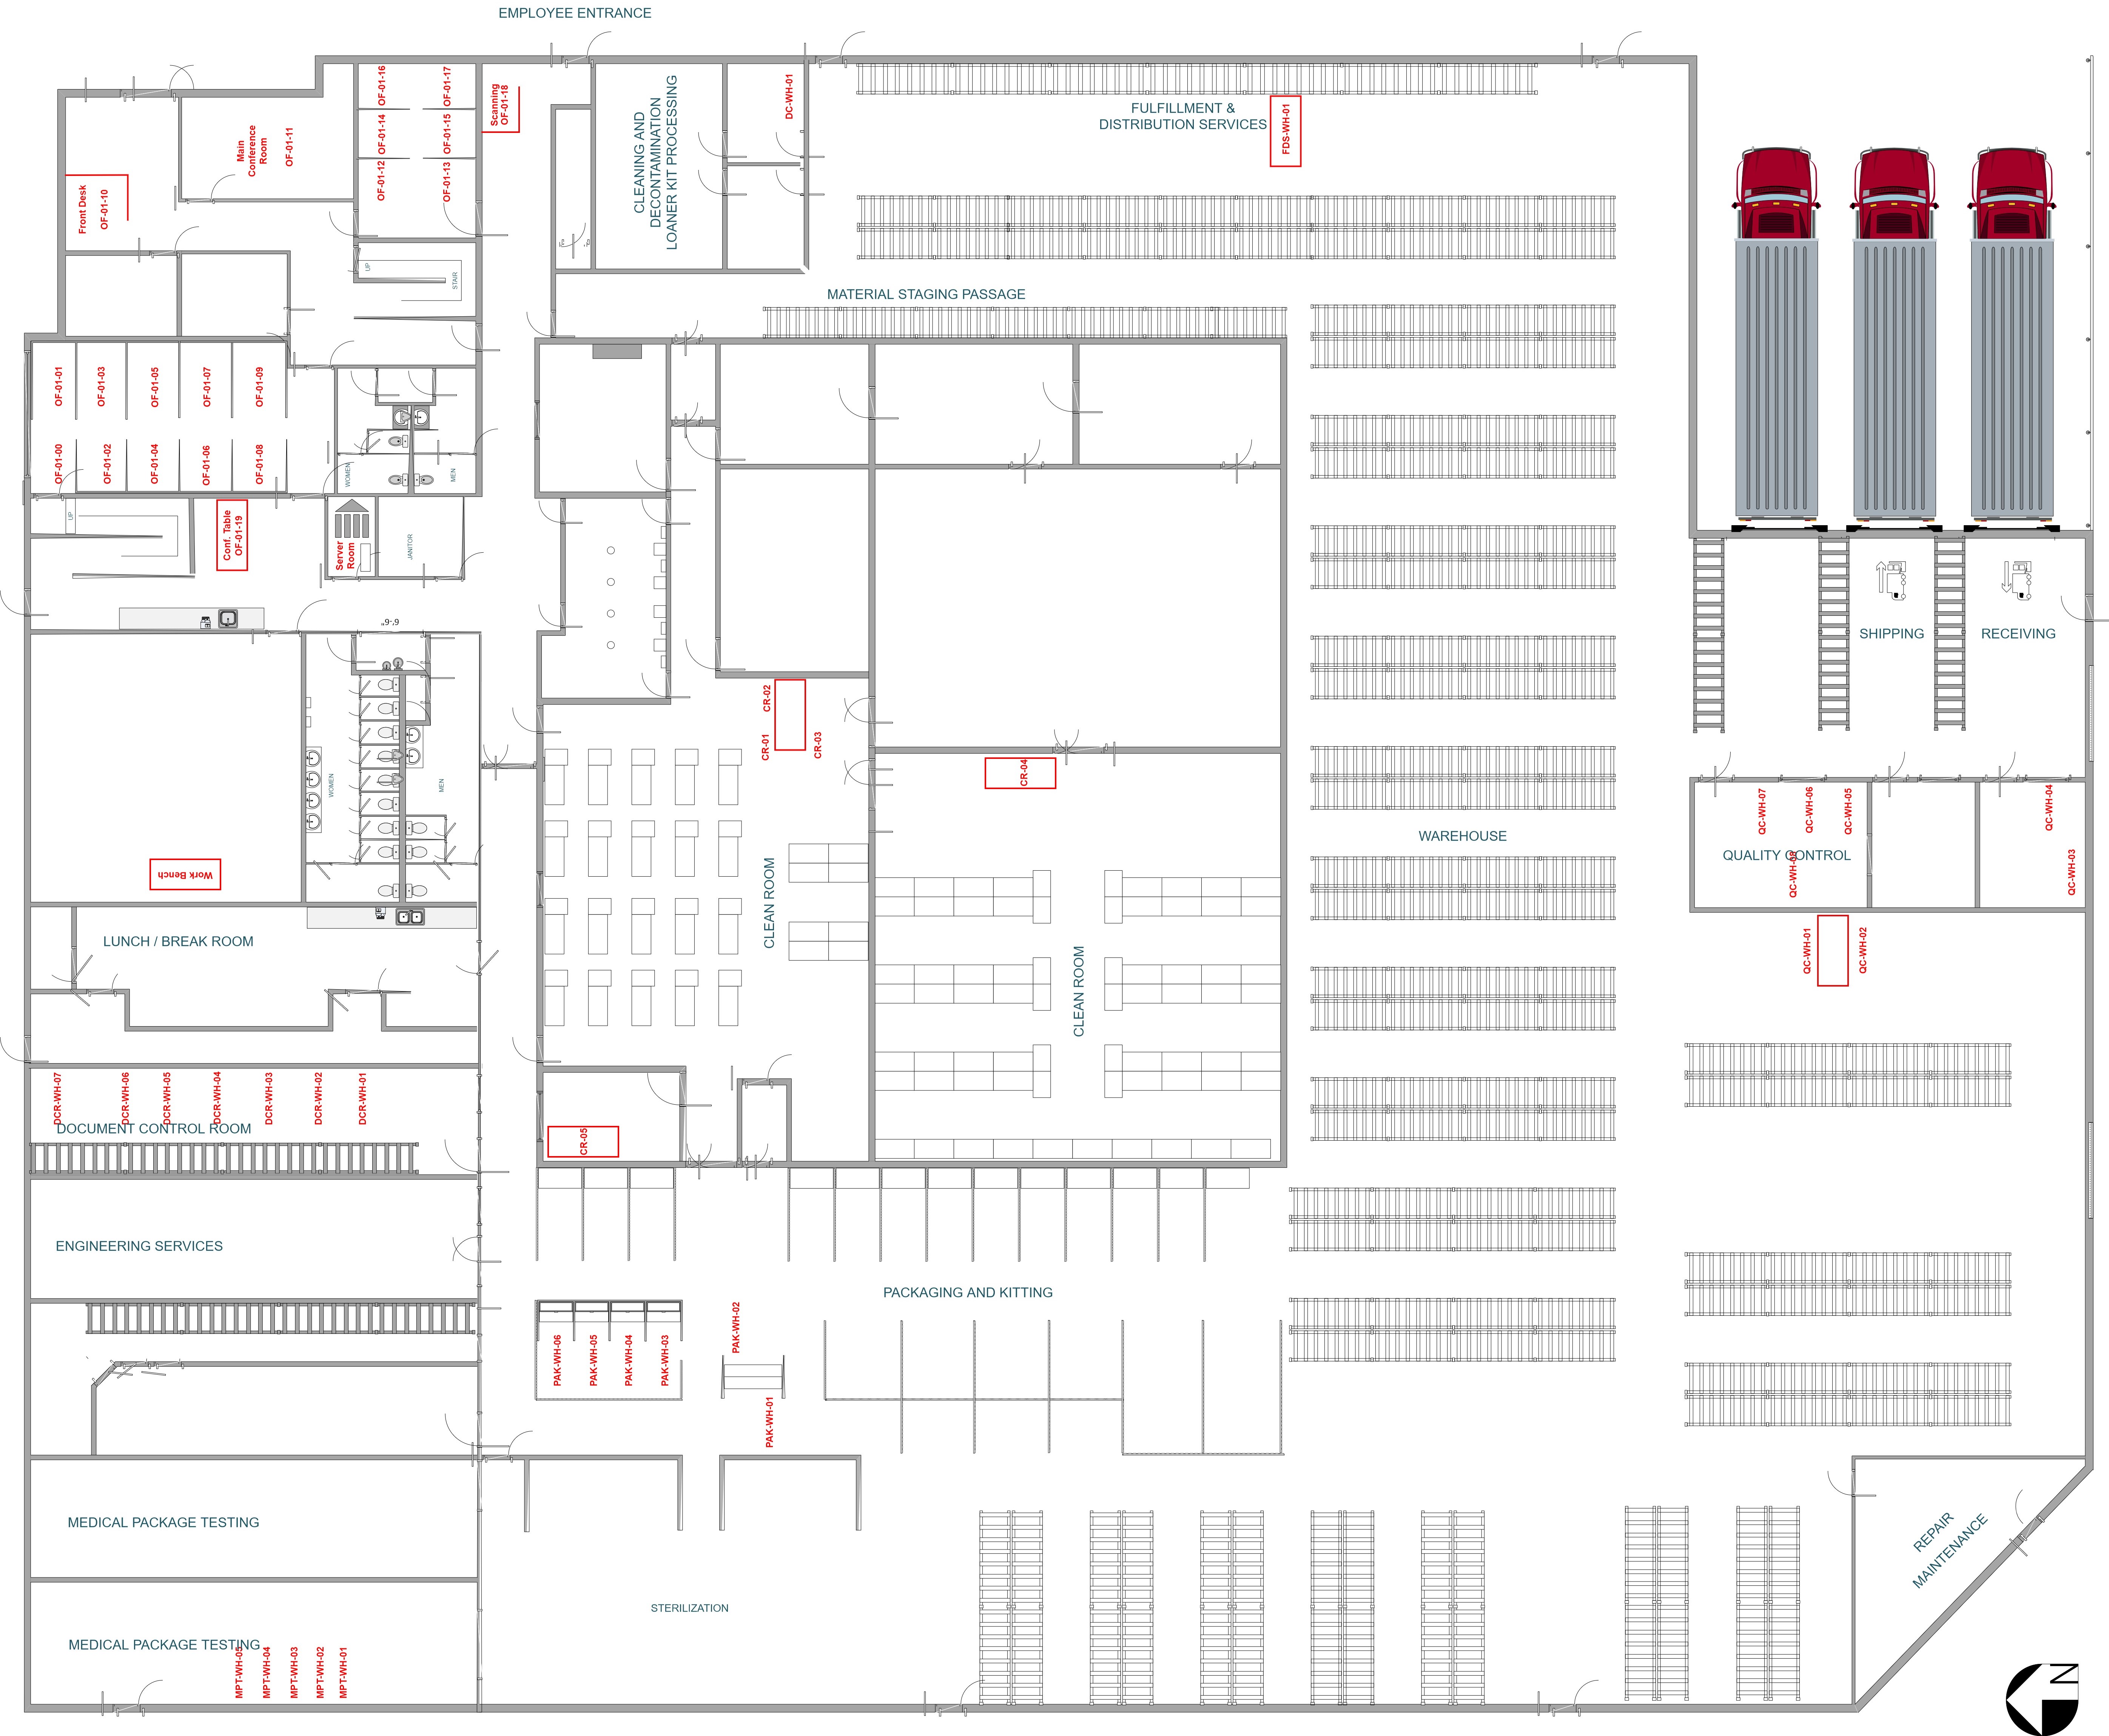 EMPLOYEE ENTRANCE
OF-01-16
OF-01-17
OF-01-14
OF-01-15
OF-01-12
OF-01-13
Scanning
OF-01-18
Main
Conference
Room
OF-01-11
Front Desk
OF-01-10
CLEANING AND
DECONTAMINATION
LOANER KIT PROCESSING
DC-WH-01
FULFILLMENT &
DISTRIBUTION SERVICES
FDS-WH-01
UP
STAIR
MATERIAL STAGING PASSAGE
OF-01-01
OF-01-03
OF-01-05
OF-01-07
OF-01-09
OF-01-00
OF-01-02
OF-01-04
OF-01-06
OF-01-08
WOMEN
MEN
UP
Conf. Table
OF-01-19
Server
Room
JANITOR
6'-6"
SHIPPING
RECEIVING
CR-02
CR-01
CR-03
CR-04
WOMEN
MEN
Work Bench
CLEAN ROOM
CLEAN ROOM
WAREHOUSE
QC-WH-07
QC-WH-06
QC-WH-05
QC-WH-04
QUALITY CONTROL
QC-WH-08
QC-WH-03
QC-WH-01
QC-WH-02
LUNCH / BREAK ROOM
DCR-WH-07
DCR-WH-06
DCR-WH-05
DCR-WH-04
DCR-WH-03
DCR-WH-02
DCR-WH-01
DOCUMENT CONTROL ROOM
CR-05
ENGINEERING SERVICES
PACKAGING AND KITTING
PAK-WH-06
PAK-WH-05
PAK-WH-04
PAK-WH-03
PAK-WH-02
PAK-WH-01
MEDICAL PACKAGE TESTING
REPAIR
MAINTENANCE
STERILIZATION
MEDICAL PACKAGE TESTING
MPT-WH-05
MPT-WH-04
MPT-WH-03
MPT-WH-02
MPT-WH-01
N